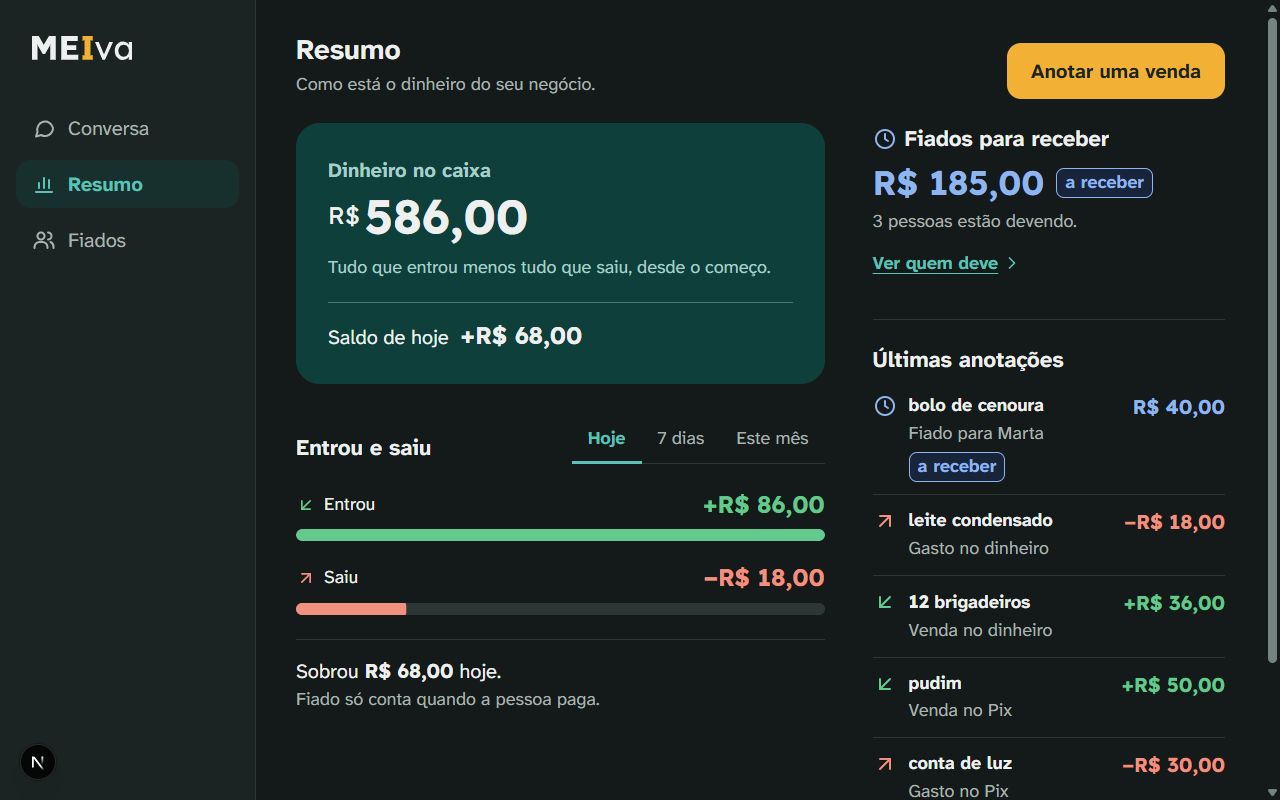 MEIva
Conversa
Resumo
Fiados
Resumo
Como está o dinheiro do seu negócio.
Anotar uma venda
Dinheiro no caixa
R$ 586,00
Tudo que entrou menos tudo que saiu, desde o começo.
Saldo de hoje +R$ 68,00
Entrou e saiu
Hoje 7 dias Este mês
Entrou +R$ 86,00
Saiu −R$ 18,00
Sobrou R$ 68,00 hoje.
Fiado só conta quando a pessoa paga.
Fiados para receber
R$ 185,00 a receber
3 pessoas estão devendo.
Ver quem deve
Últimas anotações
bolo de cenoura R$ 40,00
Fiado para Marta
a receber
leite condensado −R$ 18,00
Gasto no dinheiro
12 brigadeiros +R$ 36,00
Venda no dinheiro
pudim +R$ 50,00
Venda no Pix
conta de luz −R$ 30,00
Gasto no Pix
N